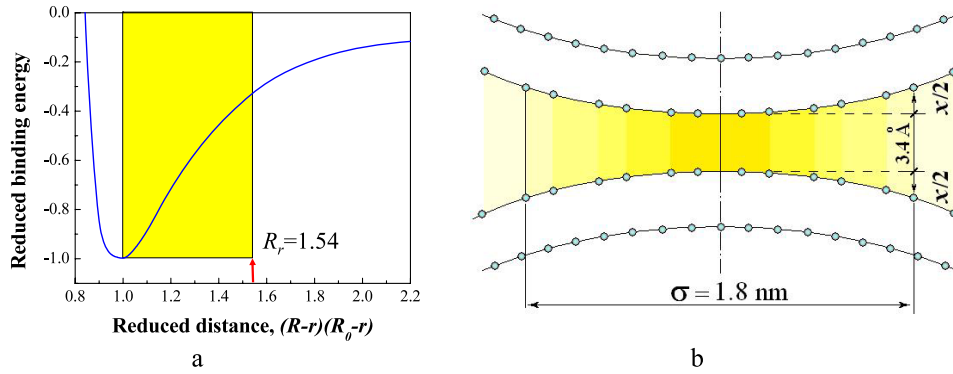 0.0
-0.2
-0.4
-0.6
-0.8
-1.0
Reduced binding energy
R_r=1.54
0.8 1.0 1.2 1.4 1.6 1.8 2.0 2.2
Reduced distance, (R-r)(R_0-r)
a
x/2
3.4 Å
x/2
σ = 1.8 nm
b